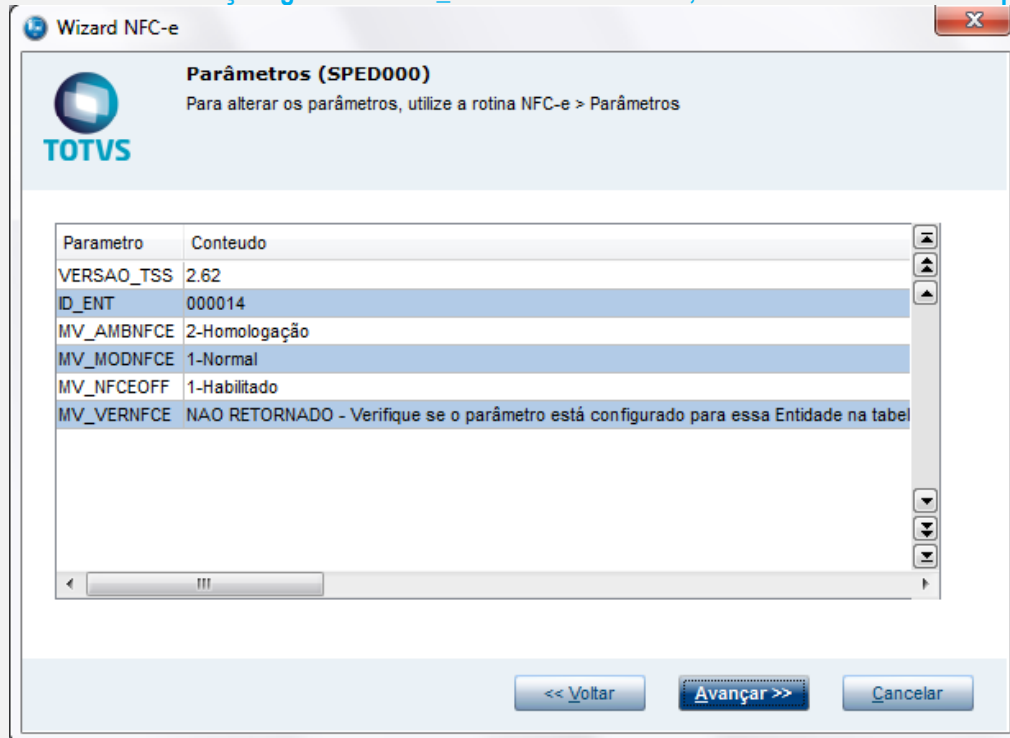 Wizard NFC-e
x
Parâmetros (SPED000)
Para alterar os parâmetros, utilize a rotina NFC-e > Parâmetros
TOTVS
Parametro Conteudo
VERSAO_TSS 2.62
ID_ENT 000014
MV_AMBNFCE 2-Homologação
MV_MODNFCE 1-Normal
MV_NFCEOFF 1-Habilitado
MV_VERNFCE NAO RETORNADO - Verifique se o parâmetro está configurado para essa Entidade na tabel
<< Voltar Avançar >> Cancelar